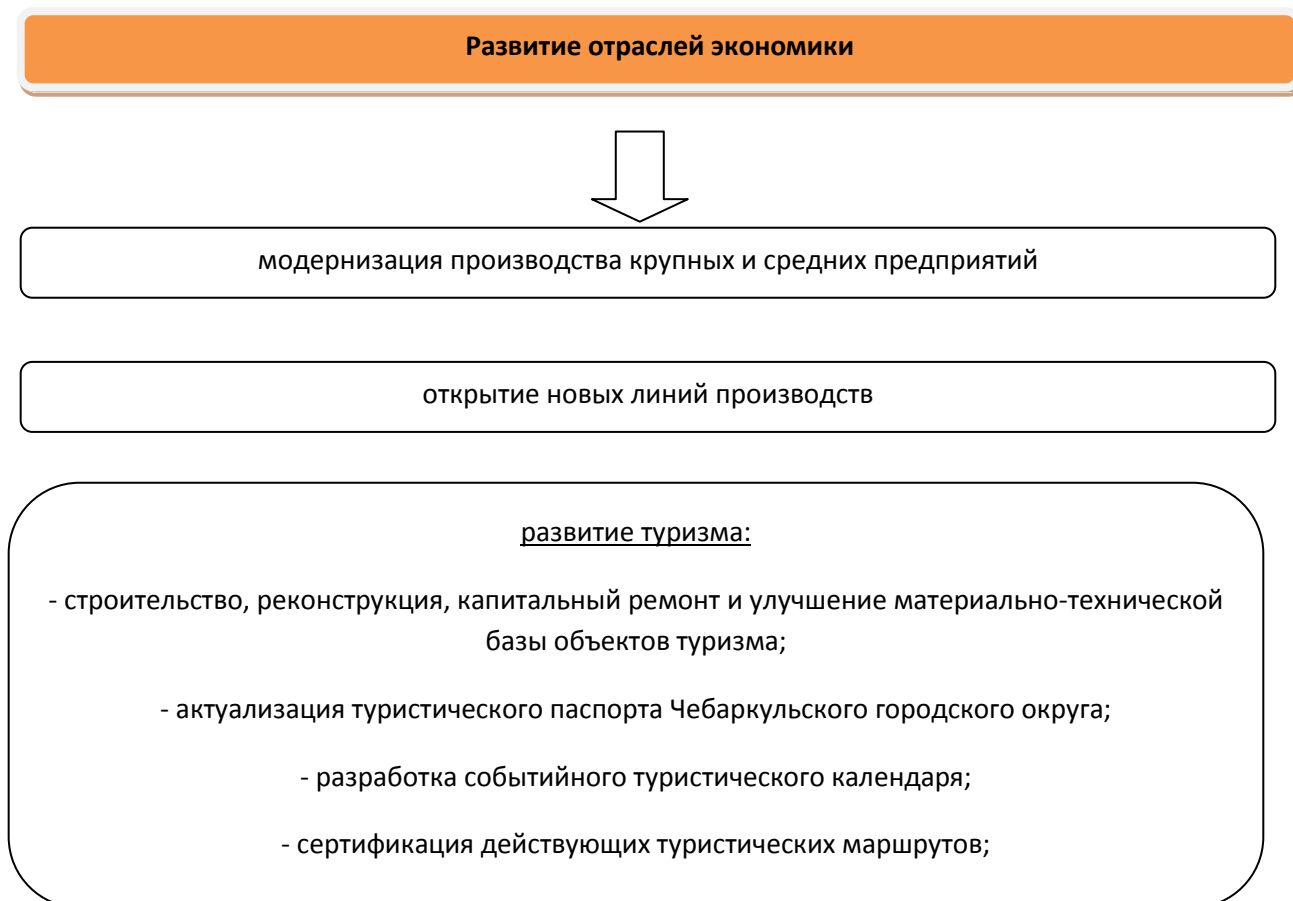 Развитие отраслей экономики
модернизация производства крупных и средних предприятий
открытие новых линий производств
развитие туризма:
- строительство, реконструкция, капитальный ремонт и улучшение материально-технической
базы объектов туризма;
- актуализация туристического паспорта Чебаркульского городского округа;
- разработка событийного туристического календаря;
- сертификация действующих туристических маршрутов;